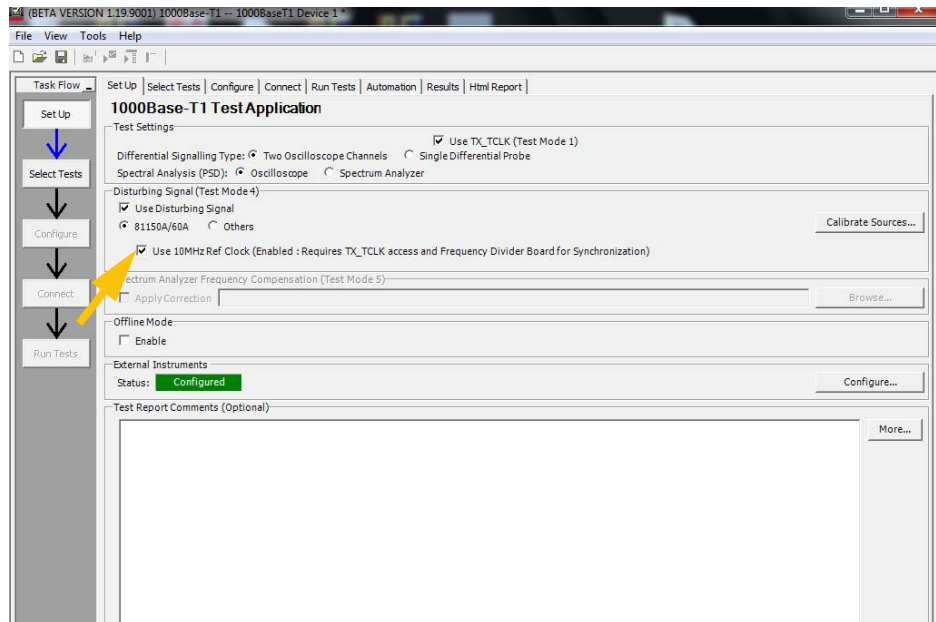 (BETA VERSION 1.19.9001) 1000Base-T1 -- 1000BaseT1 Device 1 *
File View Tools Help
Task Flow
Set Up Select Tests Configure Connect Run Tests Automation Results Html Report
Set Up
1000Base-T1 Test Application
Test Settings
Use TX_TCLK (Test Mode 1)
Differential Signalling Type: Two Oscilloscope Channels Single Differential Probe
Select Tests
Spectral Analysis (PSD): Oscilloscope Spectrum Analyzer
Disturbing Signal (Test Mode 4)
Use Disturbing Signal
81150A/60A Others
Calibrate Sources...
Configure
Use 10MHz Ref Clock (Enabled : Requires TX_TCLK access and Frequency Divider Board for Synchronization)
Spectrum Analyzer Frequency Compensation (Test Mode 5)
Connect
Apply Correction
Browse...
Offline Mode
Enable
Run Tests
External Instruments
Status: Configured
Configure...
Test Report Comments (Optional)
More...